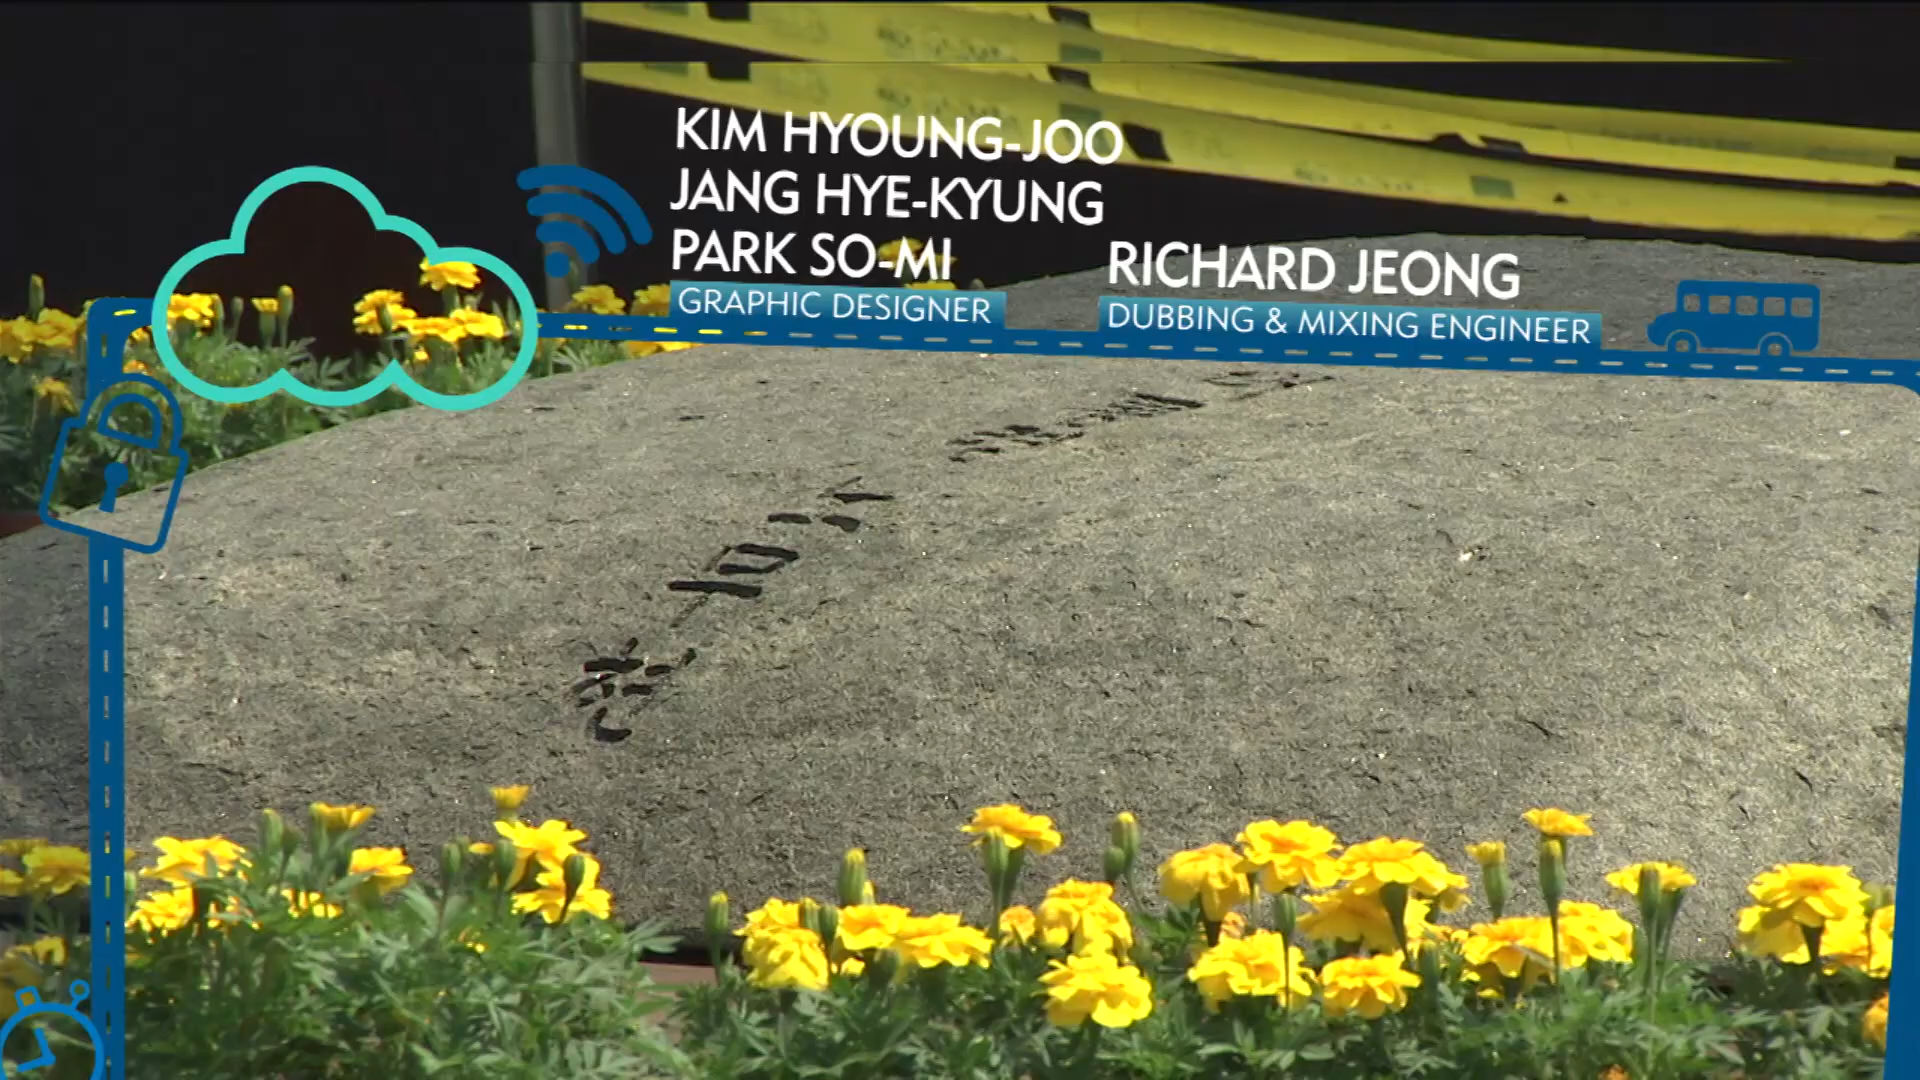 KIM HYOUNG-JOO
JANG HYE-KYUNG
PARK SO-MI
GRAPHIC DESIGNER
RICHARD JEONG
DUBBING & MIXING ENGINEER